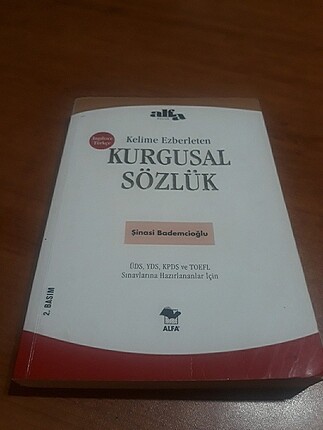 alfa
İngilizce
Türkçe
Kelime Ezberleten
KURGUSAL
SÖZLÜK
Şinasi Bademcioğlu
ÜDS, YDS, KPDS ve TOEFL
Sınavlarına Hazırlananlar İçin
2. BASIM
ALFA